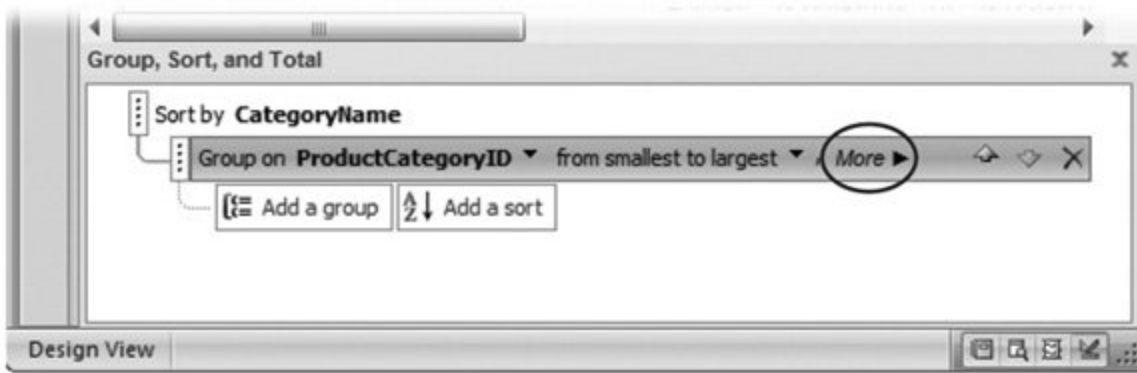 Group, Sort, and Total
Sort by CategoryName
Group on ProductCategoryID from smallest to largest , More
Add a group Add a sort
Design View